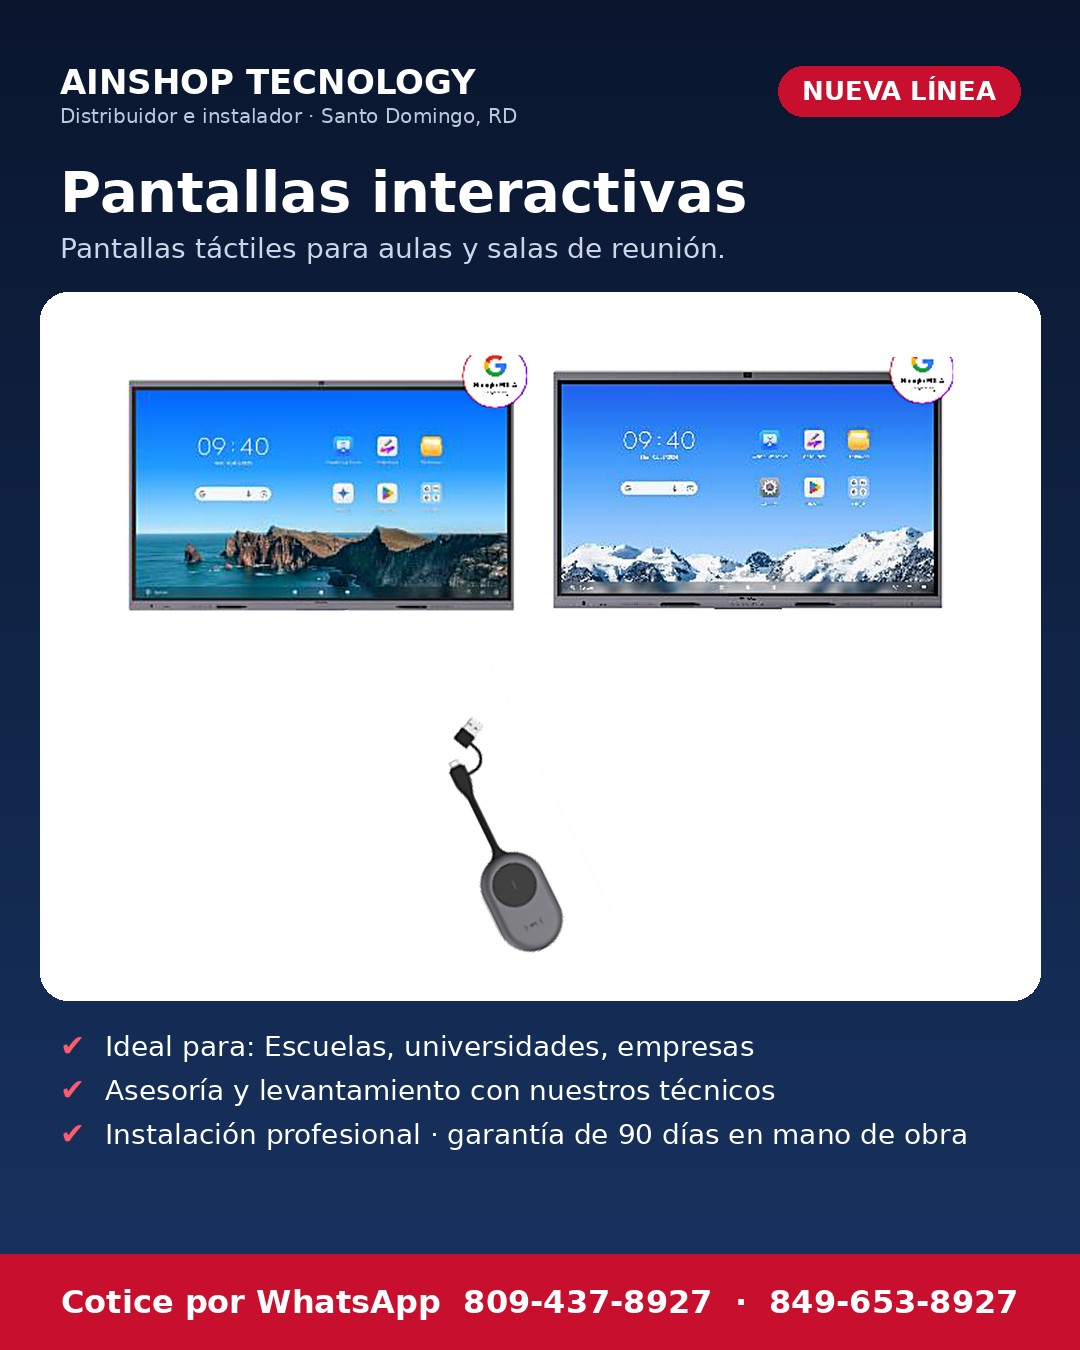 AINSHOP TECNOLOGY
NUEVA LÍNEA
Distribuidor e instalador · Santo Domingo, RD
Pantallas interactivas
Pantallas táctiles para aulas y salas de reunión.
09:40
09:40
✔ Ideal para: Escuelas, universidades, empresas
✔ Asesoría y levantamiento con nuestros técnicos
✔ Instalación profesional · garantía de 90 días en mano de obra
Cotice por WhatsApp 809-437-8927 · 849-653-8927